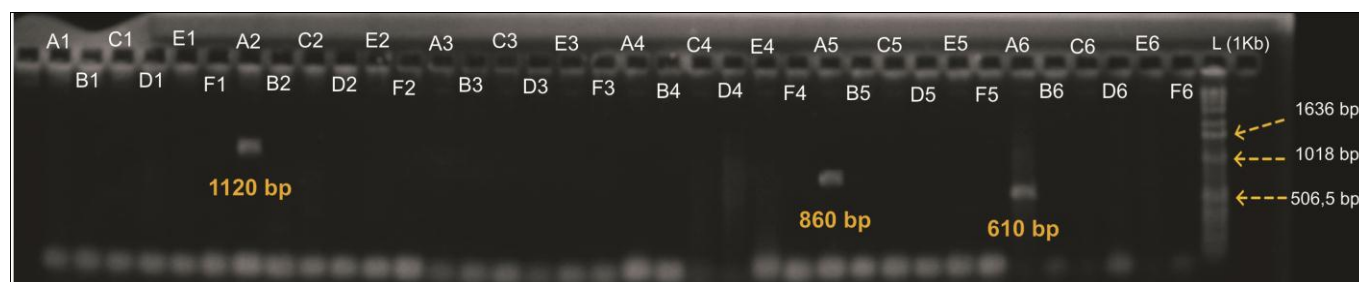 A1 C1 E1 A2 C2 E2 A3 C3 E3 A4 C4 E4 A5 C5 E5 A6 C6 E6 L (1Kb)
B1 D1 F1 B2 D2 F2 B3 D3 F3 B4 D4 F4 B5 D5 F5 B6 D6 F6
1636 bp
1018 bp
1120 bp
506,5 bp
860 bp
610 bp